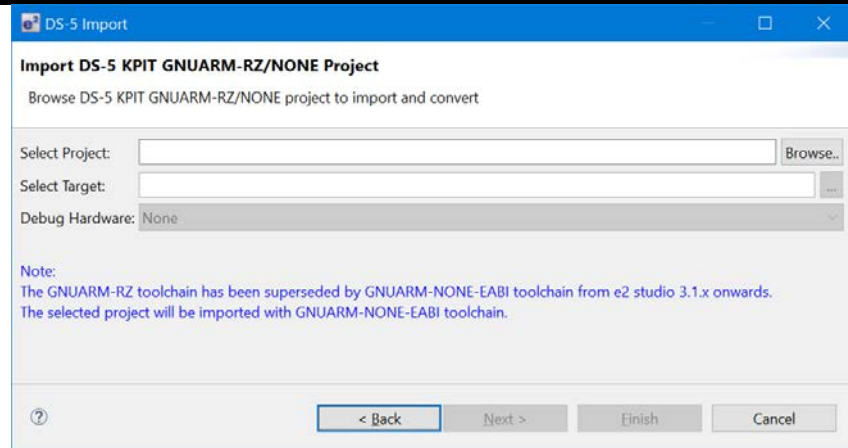 e² DS-5 Import
Import DS-5 KPIT GNUARM-RZ/NONE Project
Browse DS-5 KPIT GNUARM-RZ/NONE project to import and convert
Select Project: Browse..
Select Target: ...
Debug Hardware: None
Note:
The GNUARM-RZ toolchain has been superseded by GNUARM-NONE-EABI toolchain from e2 studio 3.1.x onwards.
The selected project will be imported with GNUARM-NONE-EABI toolchain.
? < Back Next > Finish Cancel